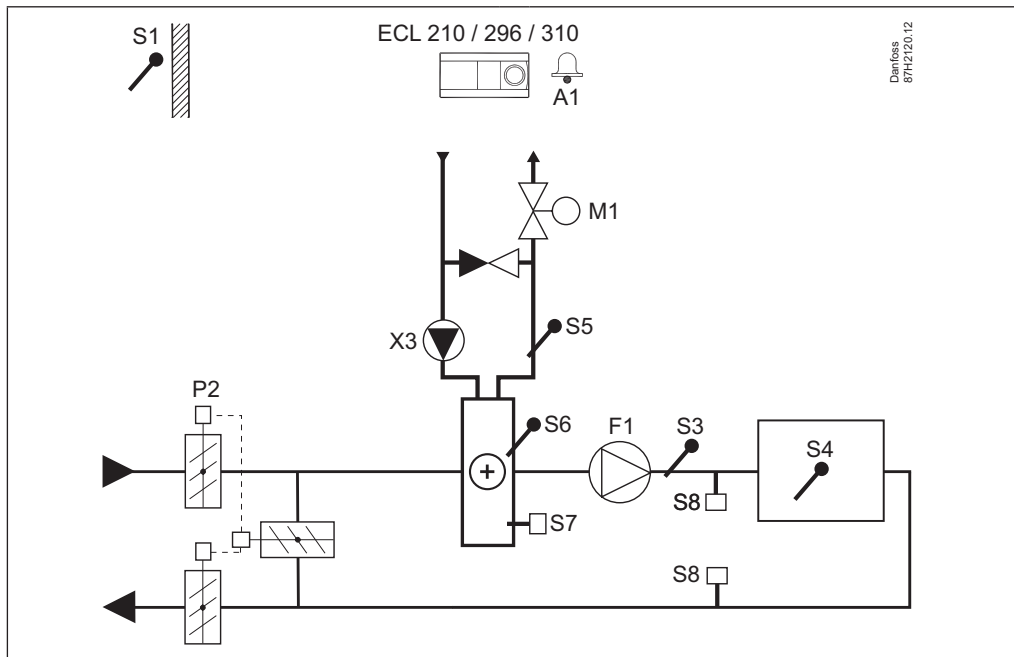 S1
ECL 210 / 296 / 310
A1
Danfoss
87H2120.12
M1
X3
S5
P2
S6
F1
S3
S4
S8
S7
S8